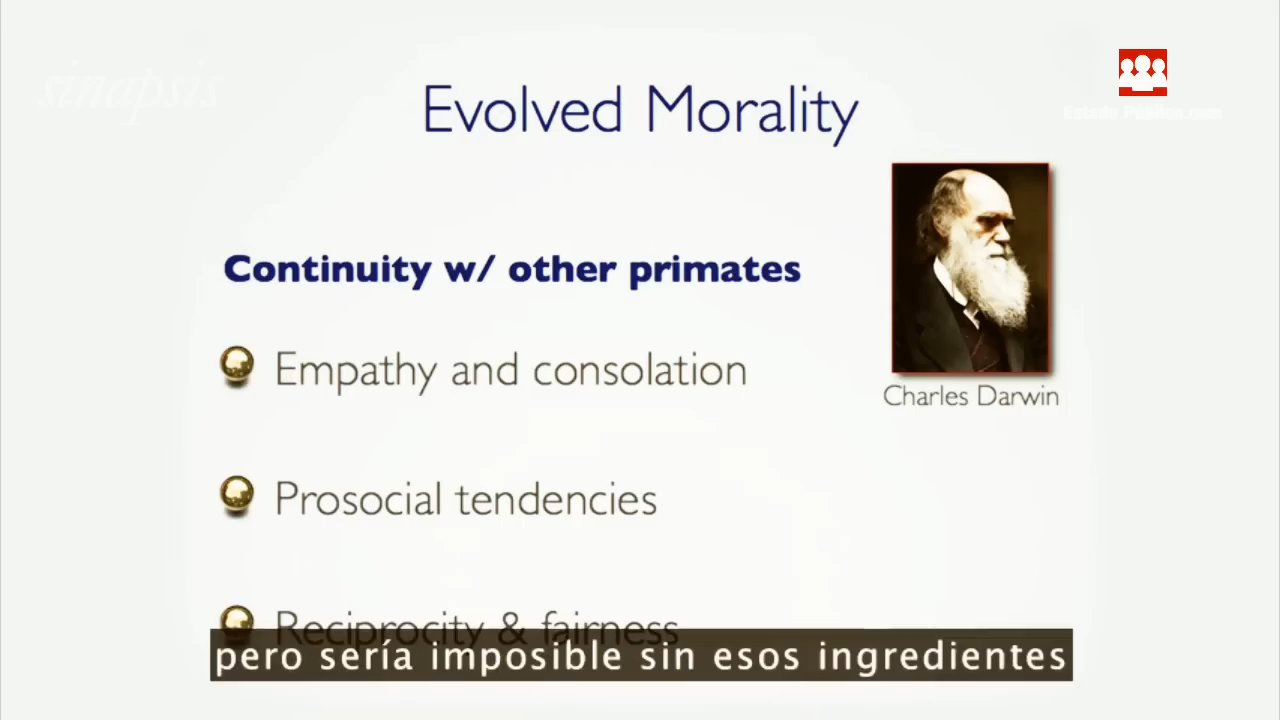 sinapsis
Evolved Morality
Continuity w/ other primates
Empathy and consolation
Charles Darwin
Prosocial tendencies
Reciprocity & fairness
pero sería imposible sin esos ingredientes